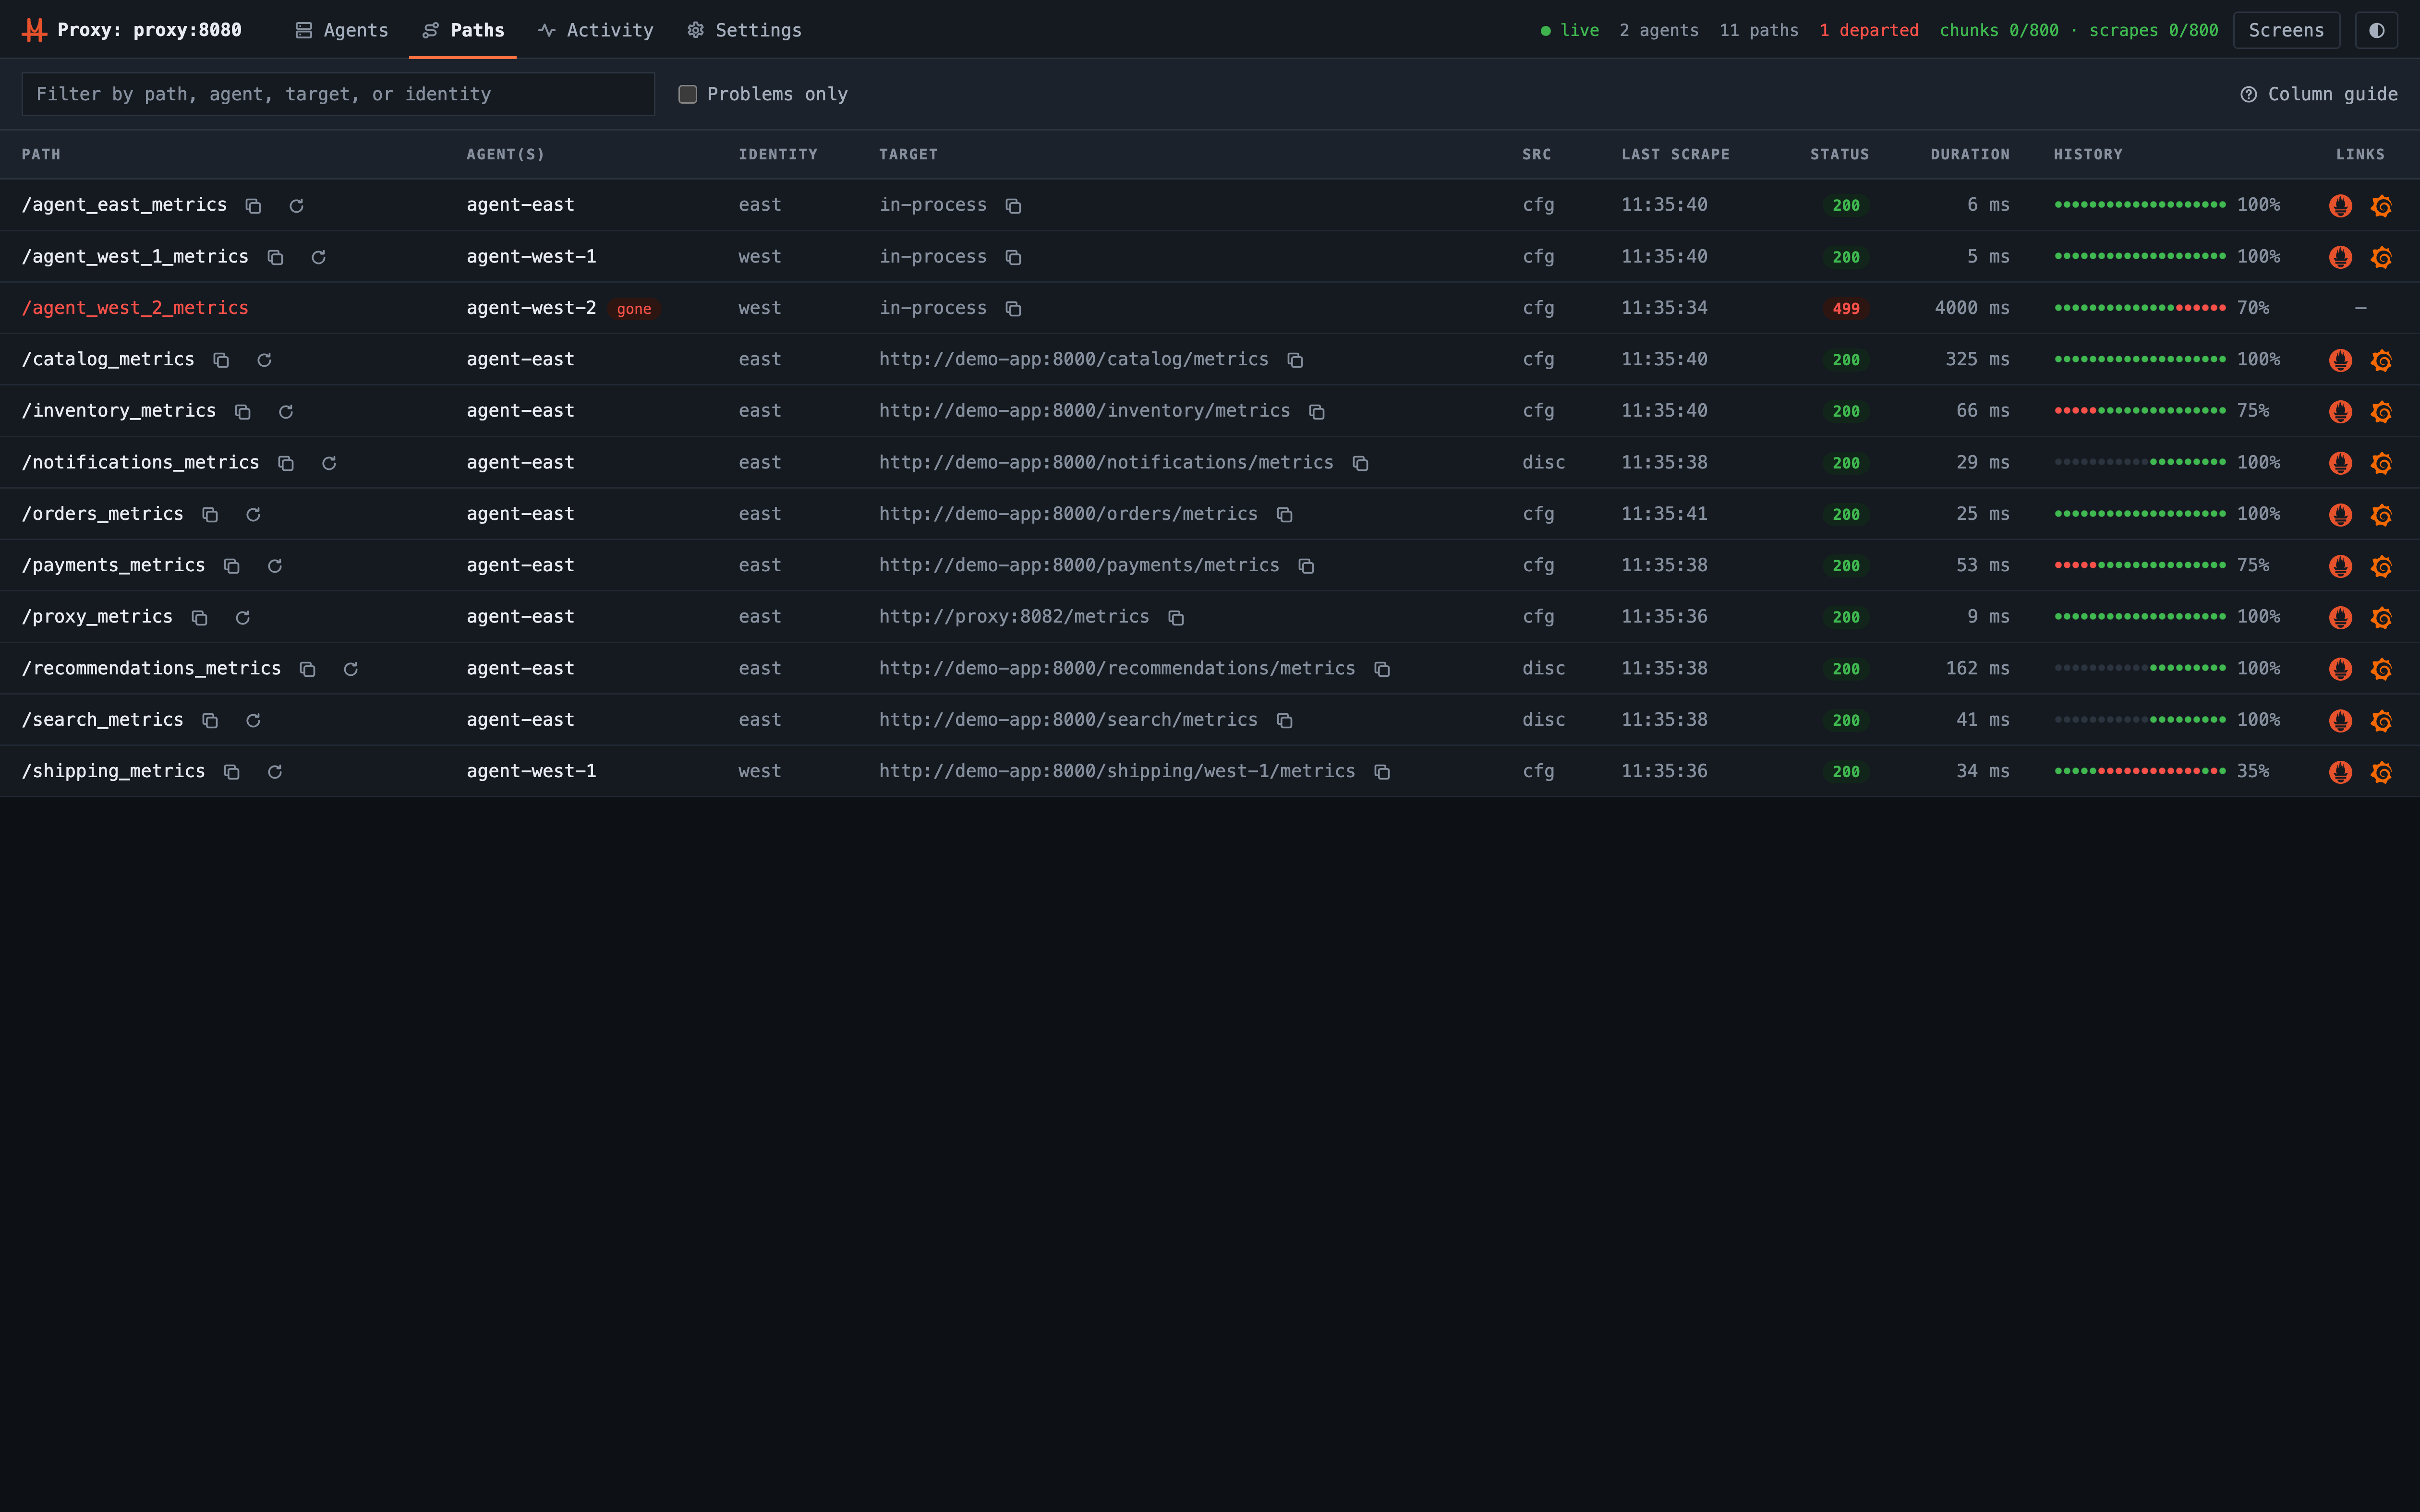 Proxy: proxy:8080 Agents Paths Activity Settings live 2 agents 11 paths 1 departed chunks 0/800 · scrapes 0/800 Screens
Filter by path, agent, target, or identity Problems only Column guide
PATH AGENT(S) IDENTITY TARGET SRC LAST SCRAPE STATUS DURATION HISTORY LINKS
/agent_east_metrics agent-east east in-process cfg 11:35:40 200 6 ms 100%
/agent_west_1_metrics agent-west-1 west in-process cfg 11:35:40 200 5 ms 100%
/agent_west_2_metrics agent-west-2 gone west in-process cfg 11:35:34 499 4000 ms 70% —
/catalog_metrics agent-east east http://demo-app:8000/catalog/metrics cfg 11:35:40 200 325 ms 100%
/inventory_metrics agent-east east http://demo-app:8000/inventory/metrics cfg 11:35:40 200 66 ms 75%
/notifications_metrics agent-east east http://demo-app:8000/notifications/metrics disc 11:35:38 200 29 ms 100%
/orders_metrics agent-east east http://demo-app:8000/orders/metrics cfg 11:35:41 200 25 ms 100%
/payments_metrics agent-east east http://demo-app:8000/payments/metrics cfg 11:35:38 200 53 ms 75%
/proxy_metrics agent-east east http://proxy:8082/metrics cfg 11:35:36 200 9 ms 100%
/recommendations_metrics agent-east east http://demo-app:8000/recommendations/metrics disc 11:35:38 200 162 ms 100%
/search_metrics agent-east east http://demo-app:8000/search/metrics disc 11:35:38 200 41 ms 100%
/shipping_metrics agent-west-1 west http://demo-app:8000/shipping/west-1/metrics cfg 11:35:36 200 34 ms 35%